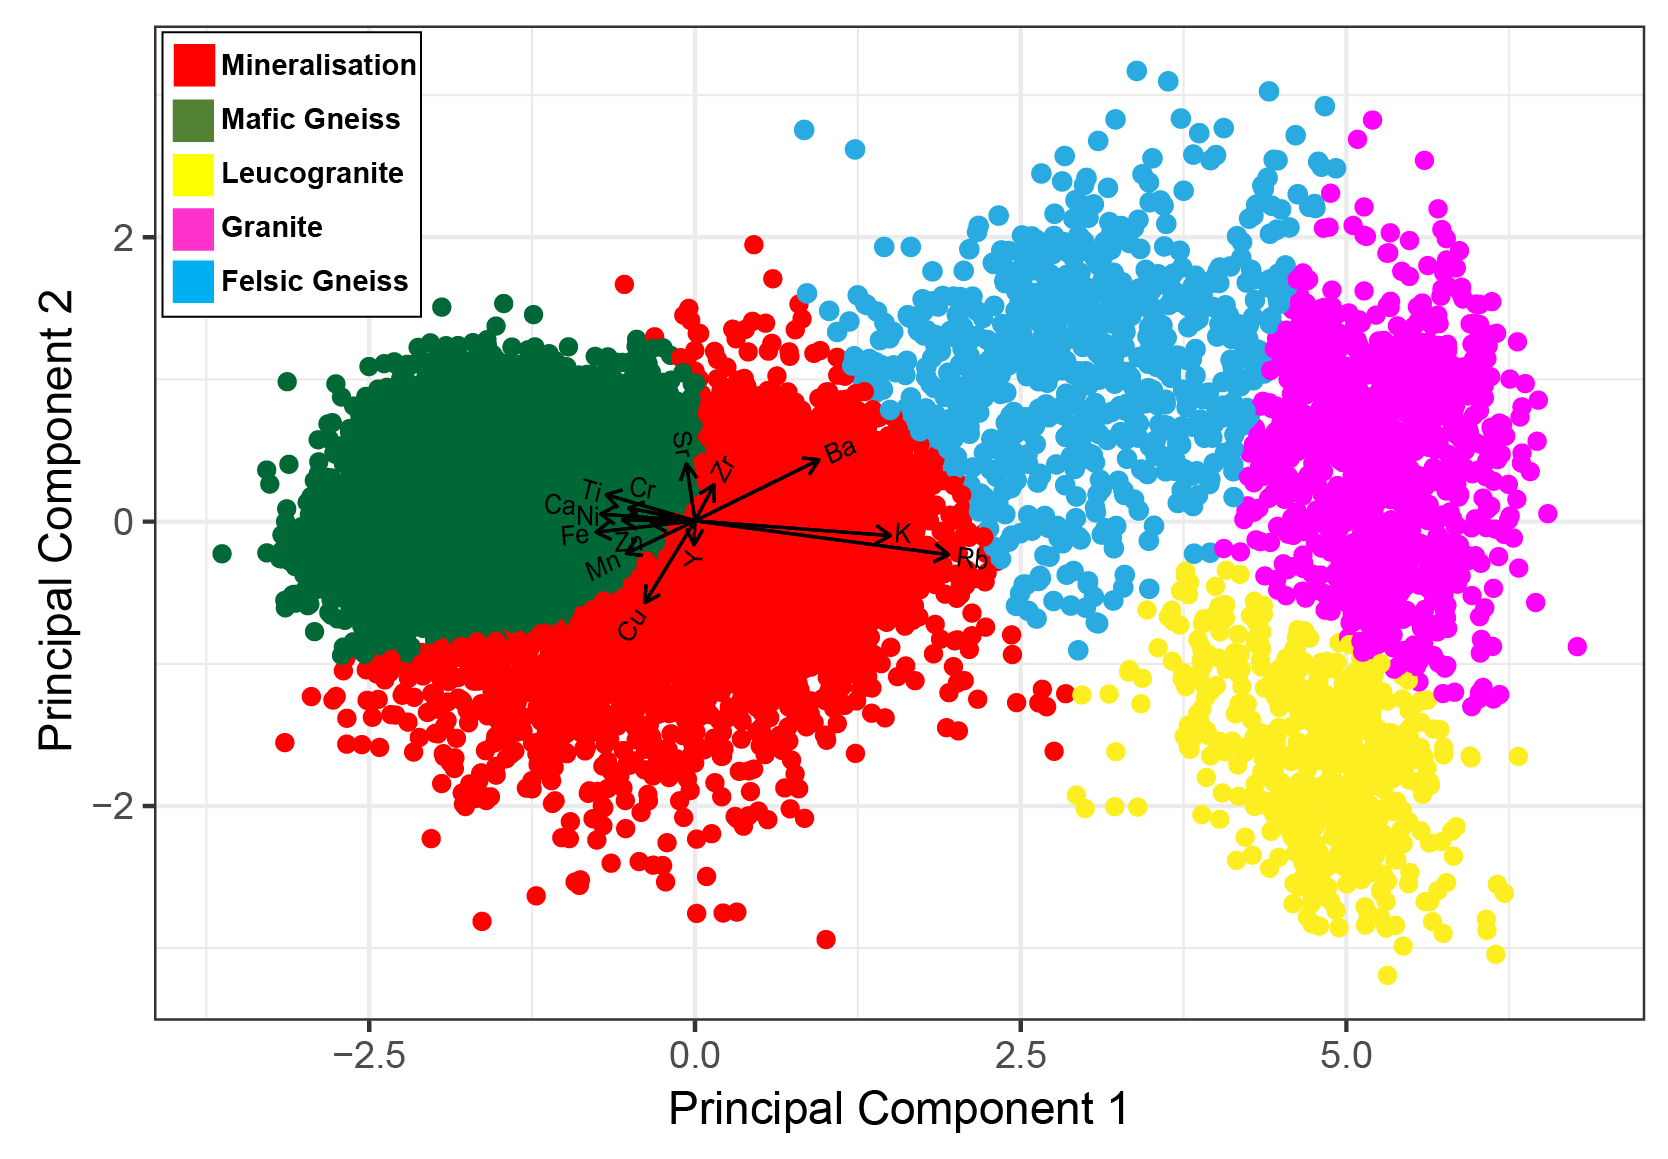 Mineralisation
Mafic Gneiss
Leucogranite
Granite
Felsic Gneiss
Principal Component 2
2
0
−2
Sr
Zr
Ba
Ti
Cr
Ca
Ni
Fe
Zn
Mn
Y
K
Rb
Cu
−2.5
0.0
2.5
5.0
Principal Component 1